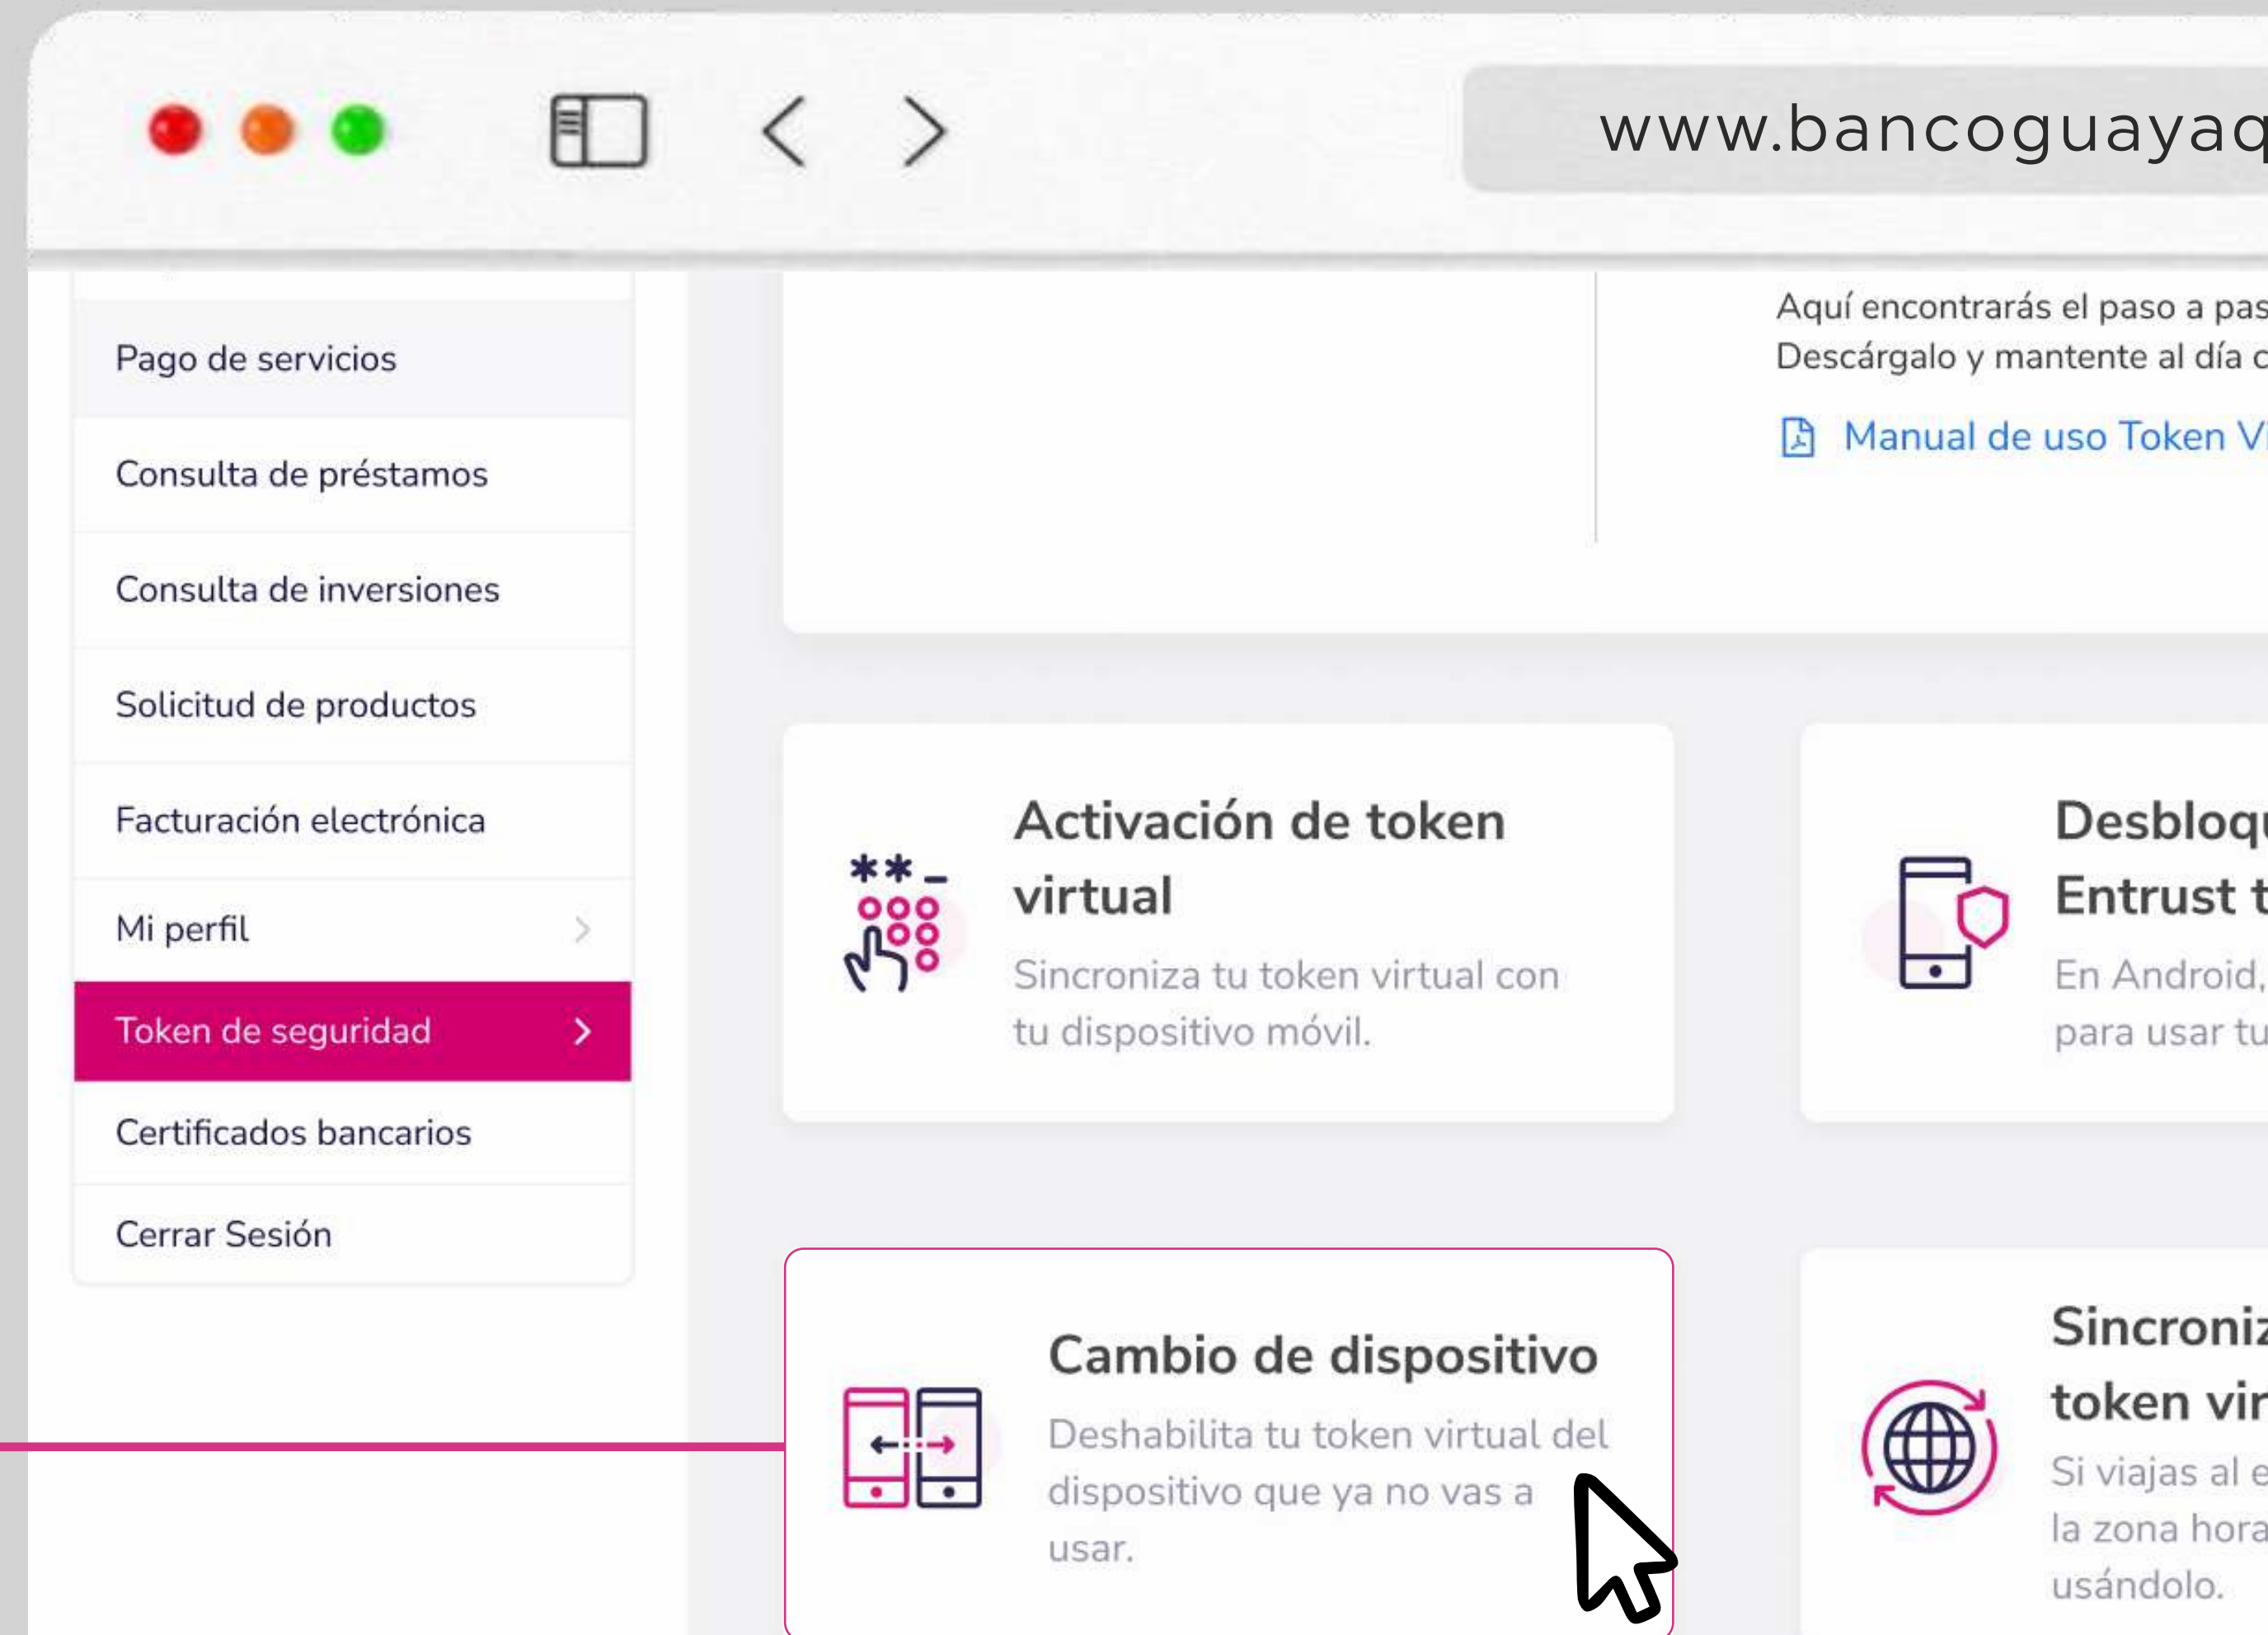 www.bancoguayaq
Pago de servicios
Consulta de préstamos
Consulta de inversiones
Solicitud de productos
Facturación electrónica
Mi perfil
Token de seguridad
Certificados bancarios
Cerrar Sesión
Aquí encontrarás el paso a pas
Descárgalo y mantente al día c
Manual de uso Token Vi
Activación de token
virtual
Sincroniza tu token virtual con
tu dispositivo móvil.
Desbloqu
Entrust t
En Android,
para usar tu
Cambio de dispositivo
Deshabilita tu token virtual del
dispositivo que ya no vas a
usar.
Sincroniz
token vir
Si viajas al e
la zona hora
usándolo.